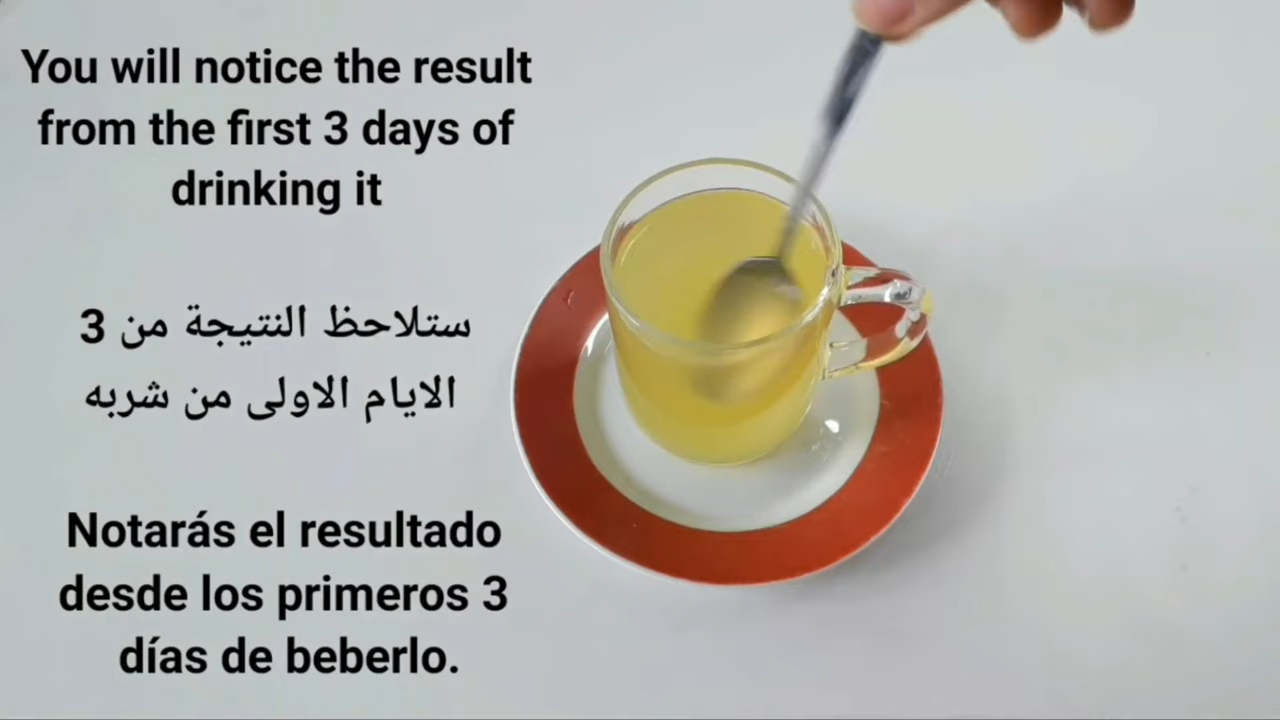 You will notice the result
from the first 3 days of
drinking it
ستلاحظ النتيجة من 3
الايام الاولى من شربه
Notarás el resultado
desde los primeros 3
días de beberlo.